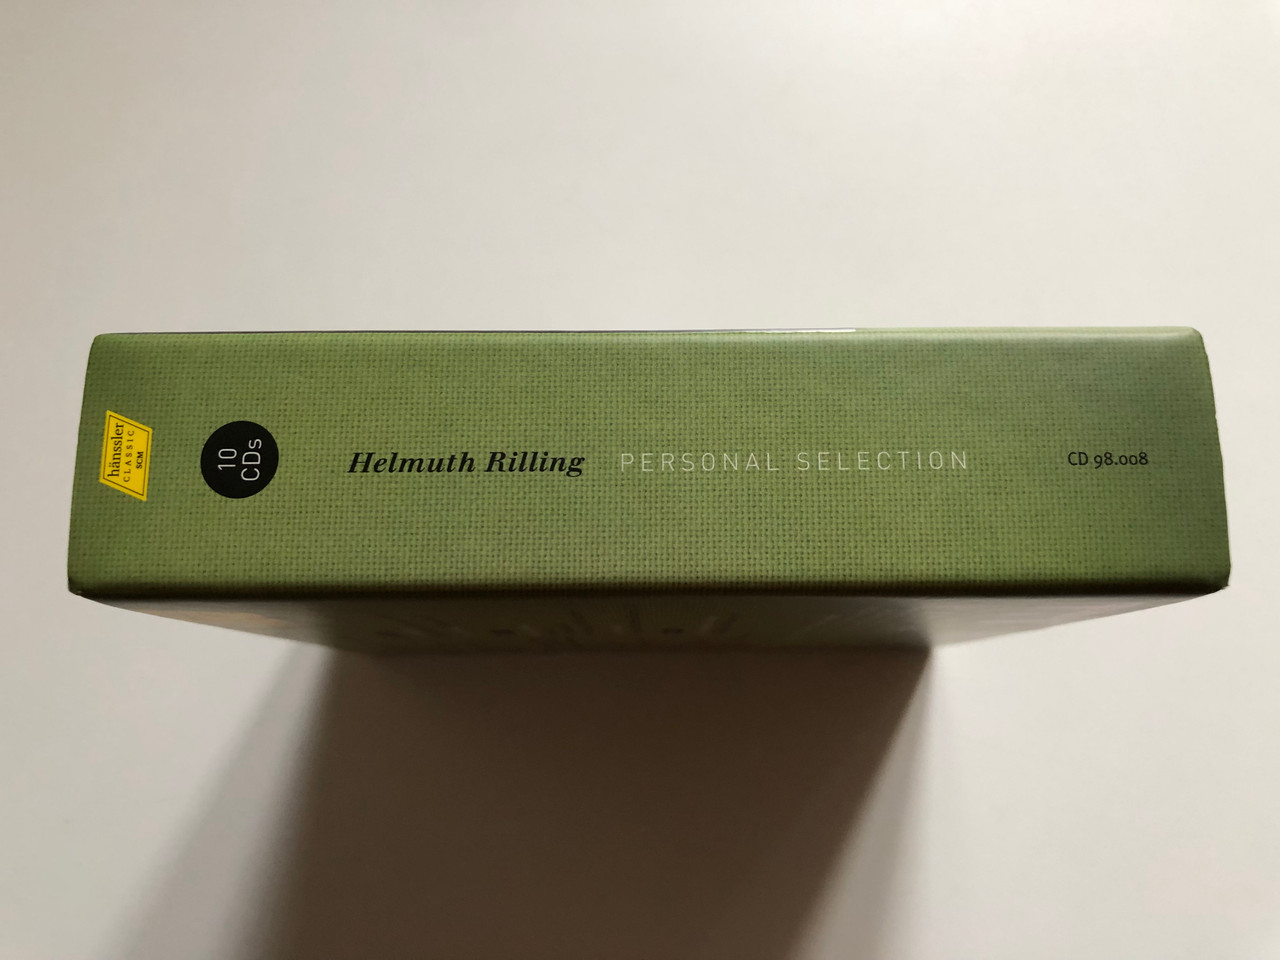 hänssler
CLASSIC
SCM
10
CDs
Helmuth Rilling PERSONAL SELECTION
CD 98.008